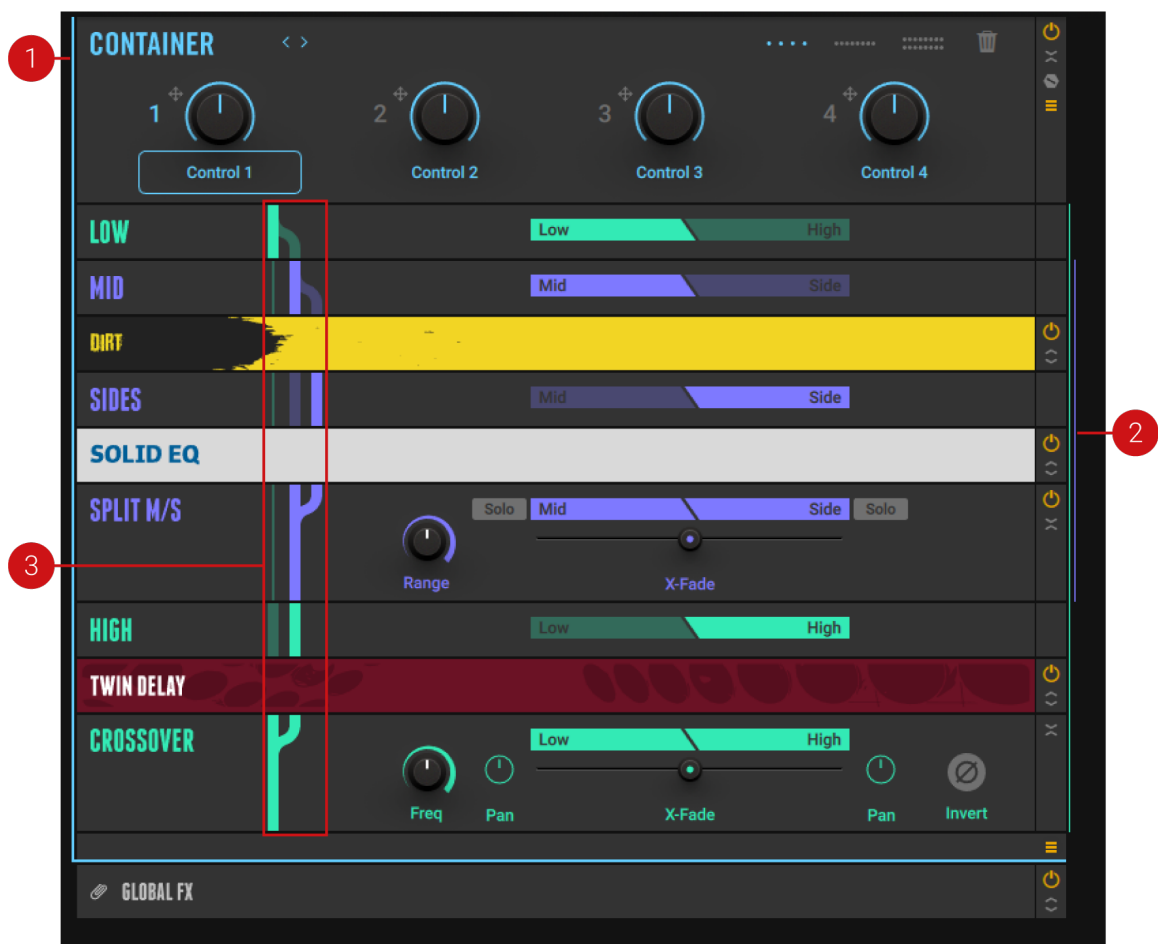 CONTAINER < >
1
1 2 3 4
Control 1 Control 2 Control 3 Control 4
LOW Low High
MID Mid Side
DIRT
SIDES Mid Side
2
SOLID EQ
SPLIT M/S Solo Mid Side Solo
3
Range X-Fade
HIGH Low High
TWIN DELAY
CROSSOVER Low High
Freq Pan X-Fade Pan Invert
GLOBAL FX